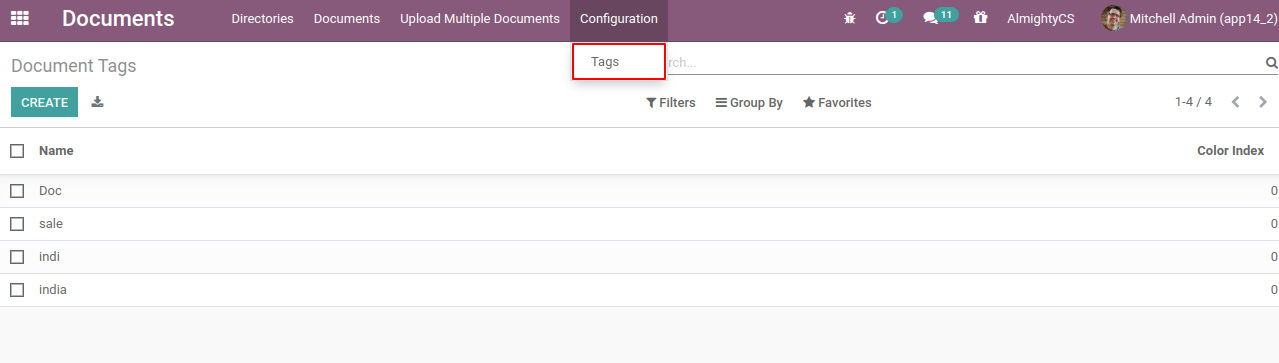 Documents Directories Documents Upload Multiple Documents Configuration 1 11 AlmightyCS Mitchell Admin (app14_2)
Document Tags Tags rch...
CREATE Filters Group By Favorites 1-4 / 4
Name Color Index
Doc 0
sale 0
indi 0
india 0